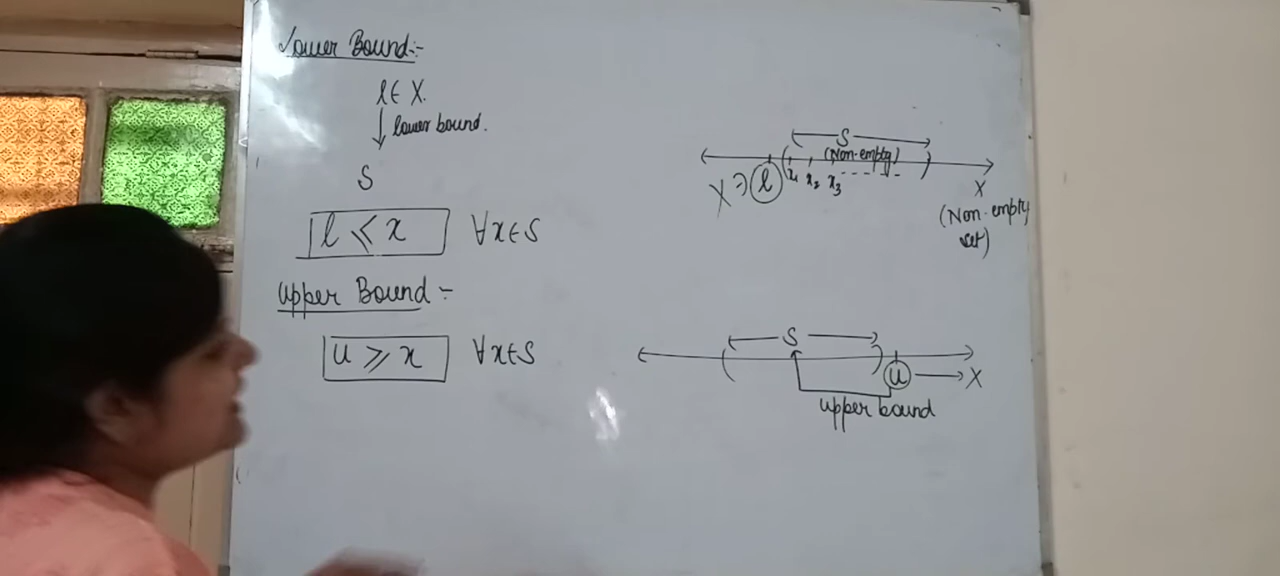 Lower Bound:-
l ∈ X.
↓ lower bound.
S
l ≤ x ∀x∈S
Upper Bound:-
u ≥ x ∀x∈S
S
(Non-empty)
X ∋ l x₁ x₂ x₃ - - - - -
X
(Non-empty
set)
S
u → X
upper bound